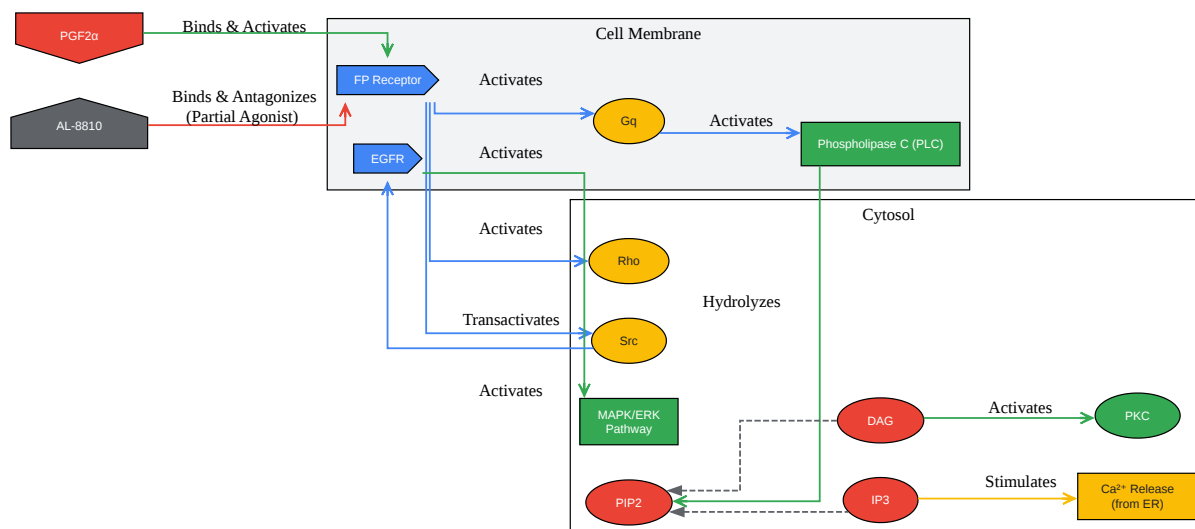 PGF2α
Binds & Activates
Cell Membrane
FP Receptor
Activates
Binds & Antagonizes
(Partial Agonist)
AL-8810
Gq
Activates
Phospholipase C (PLC)
EGFR
Activates
Cytosol
Activates
Rho
Hydrolyzes
Transactivates
Src
Activates
MAPK/ERK
Pathway
DAG
Activates
PKC
PIP2
IP3
Stimulates
Ca²⁺ Release
(from ER)